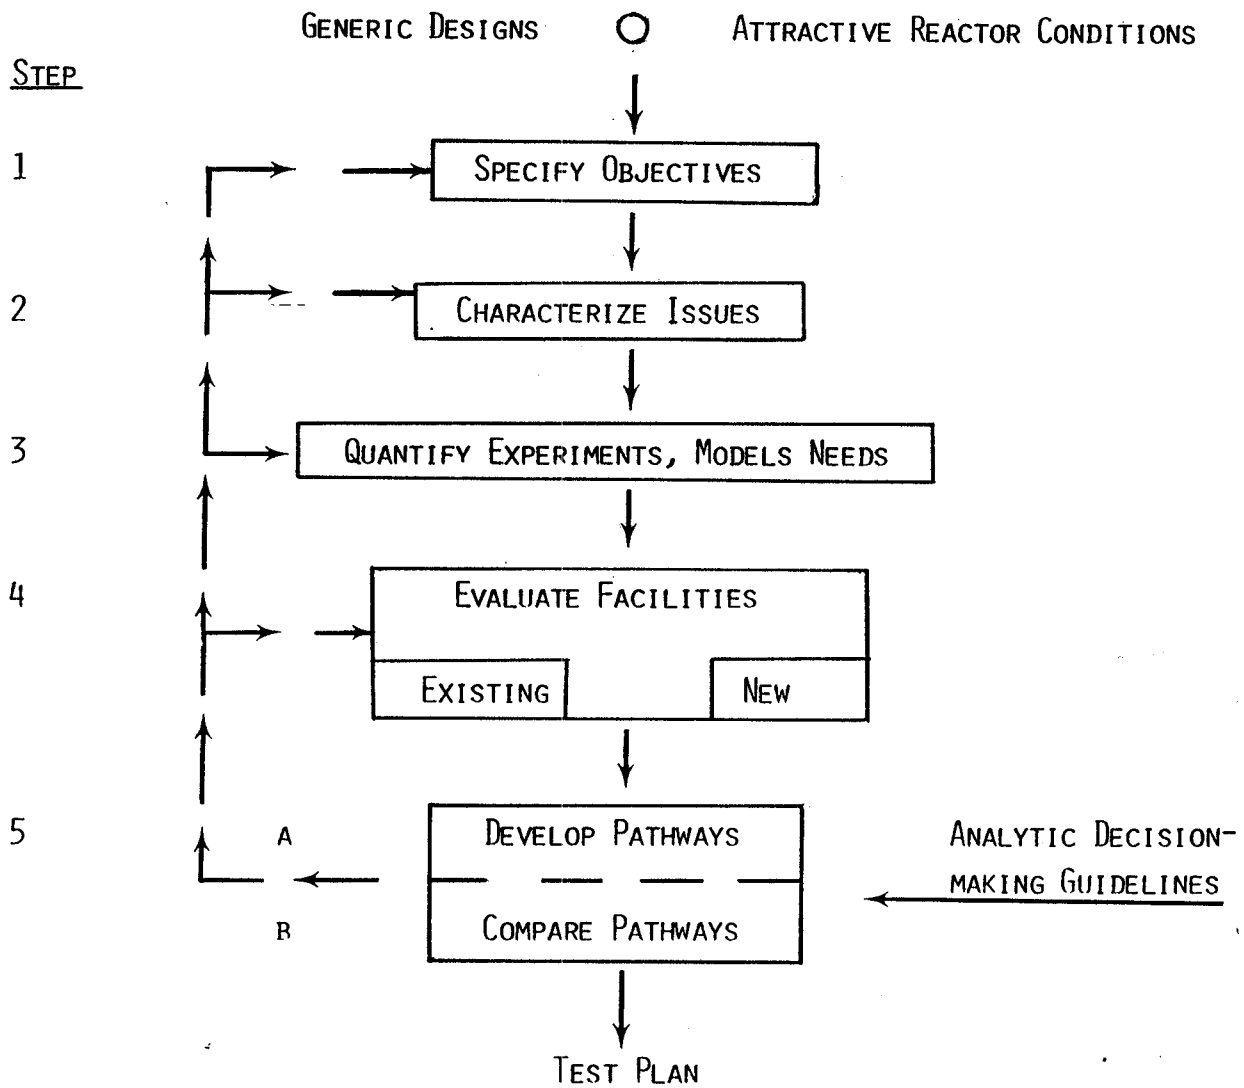 GENERIC DESIGNS
ATTRACTIVE REACTOR CONDITIONS
STEP
1
SPECIFY OBJECTIVES
2
CHARACTERIZE ISSUES
3
QUANTIFY EXPERIMENTS, MODELS NEEDS
4
EVALUATE FACILITIES
EXISTING
NEW
5
A
DEVELOP PATHWAYS
ANALYTIC DECISION-
MAKING GUIDELINES
B
COMPARE PATHWAYS
TEST PLAN